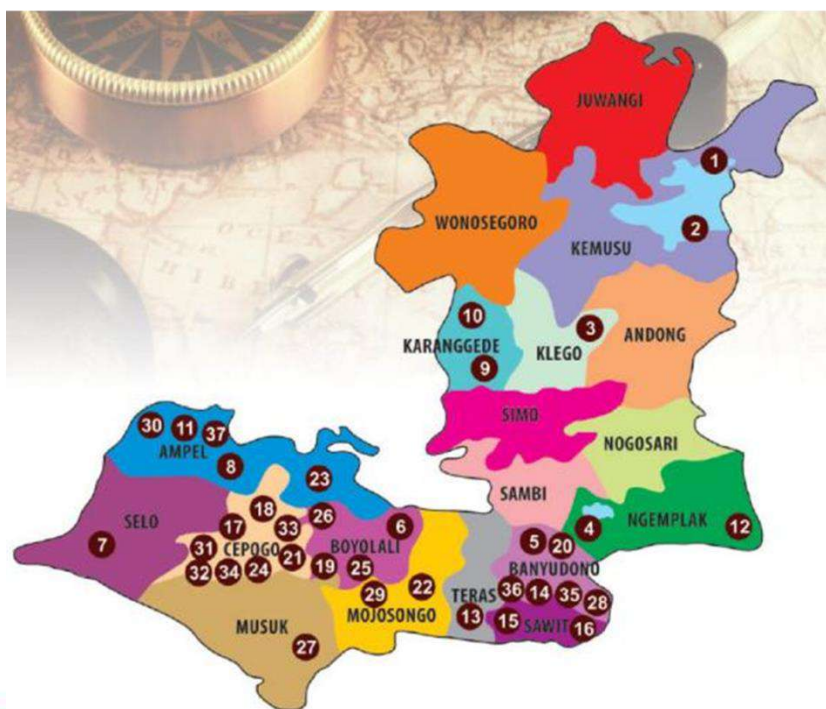 JUWANGI
1
WONOSEGORO
2
KEMUSU
10
3
KARANGGEDE
KLEGO
ANDONG
9
SIMO
30 11 37
AMPEL
NOGOSARI
8
23
SAMBI
18
SELO
17 33 26
6
4
NGEMPLAK
12
7
31
CEPOGO
BOYOLALI
5 20
21
BANYUDONO
32 34 24
19 25
29 22
TERAS
36 14 35 28
MUSUK
MOJOSONGO
13
15
SAWIT
16
27